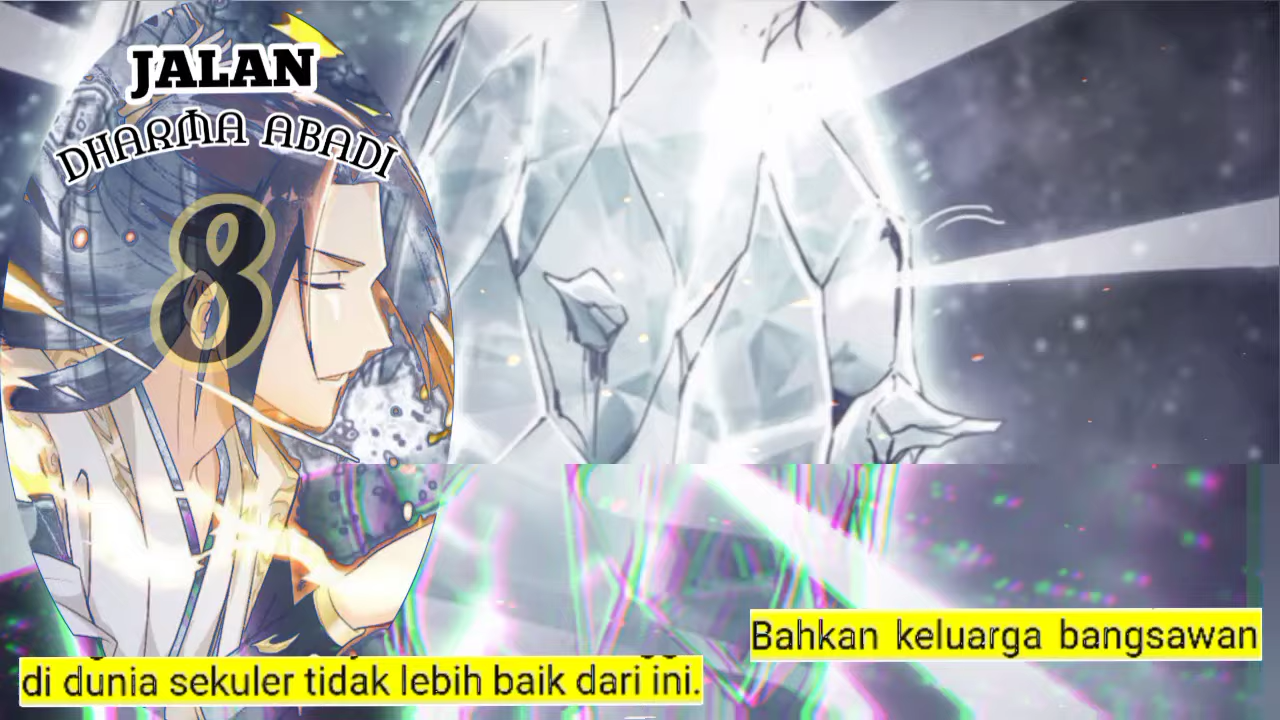 JALAN
DHARMA ABADI
8
Bahkan keluarga bangsawan
di dunia sekuler tidak lebih baik dari ini.